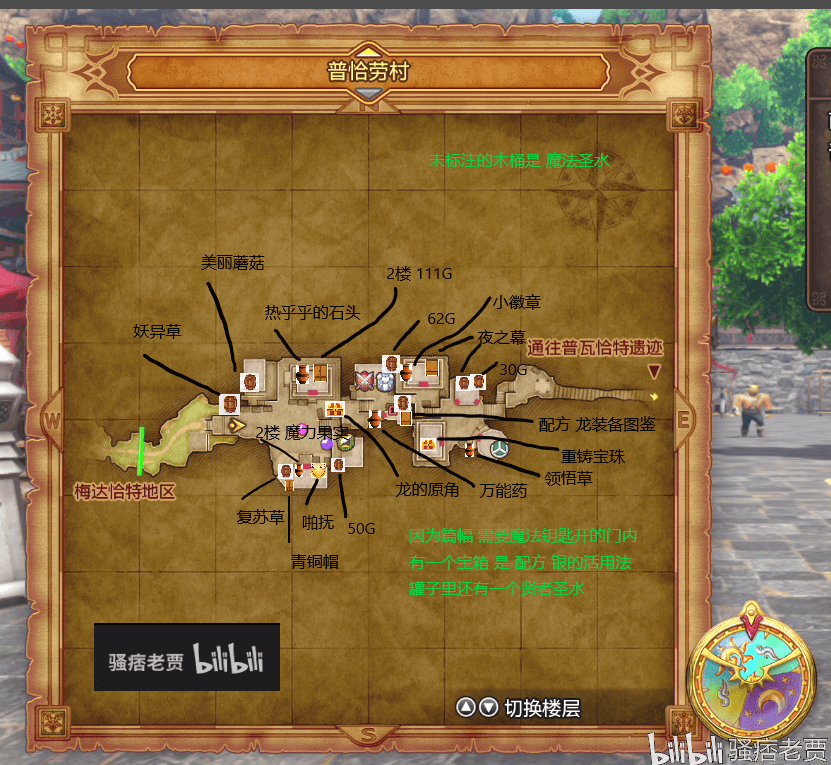 普恰劳村
N
未标注的木桶是 魔法圣水
美丽蘑菇
2楼 111G
小徽章
热乎乎的石头
62G
妖异草
夜之幕
通往普瓦恰特遗迹
30G
W
E
配方 龙装备图鉴
2楼 魔力果实
重铸宝珠
梅达恰特地区
龙的原角
万能药
领悟草
复苏草
啪抚
50G
因为篇幅 需要魔法钥匙开的门内
青铜帽
有一个宝箱 是 配方 银的活用法
罐子里还有一个贤者圣水
骚痞老贾 bilibili
切换楼层
S
bilibili 骚痞老贾